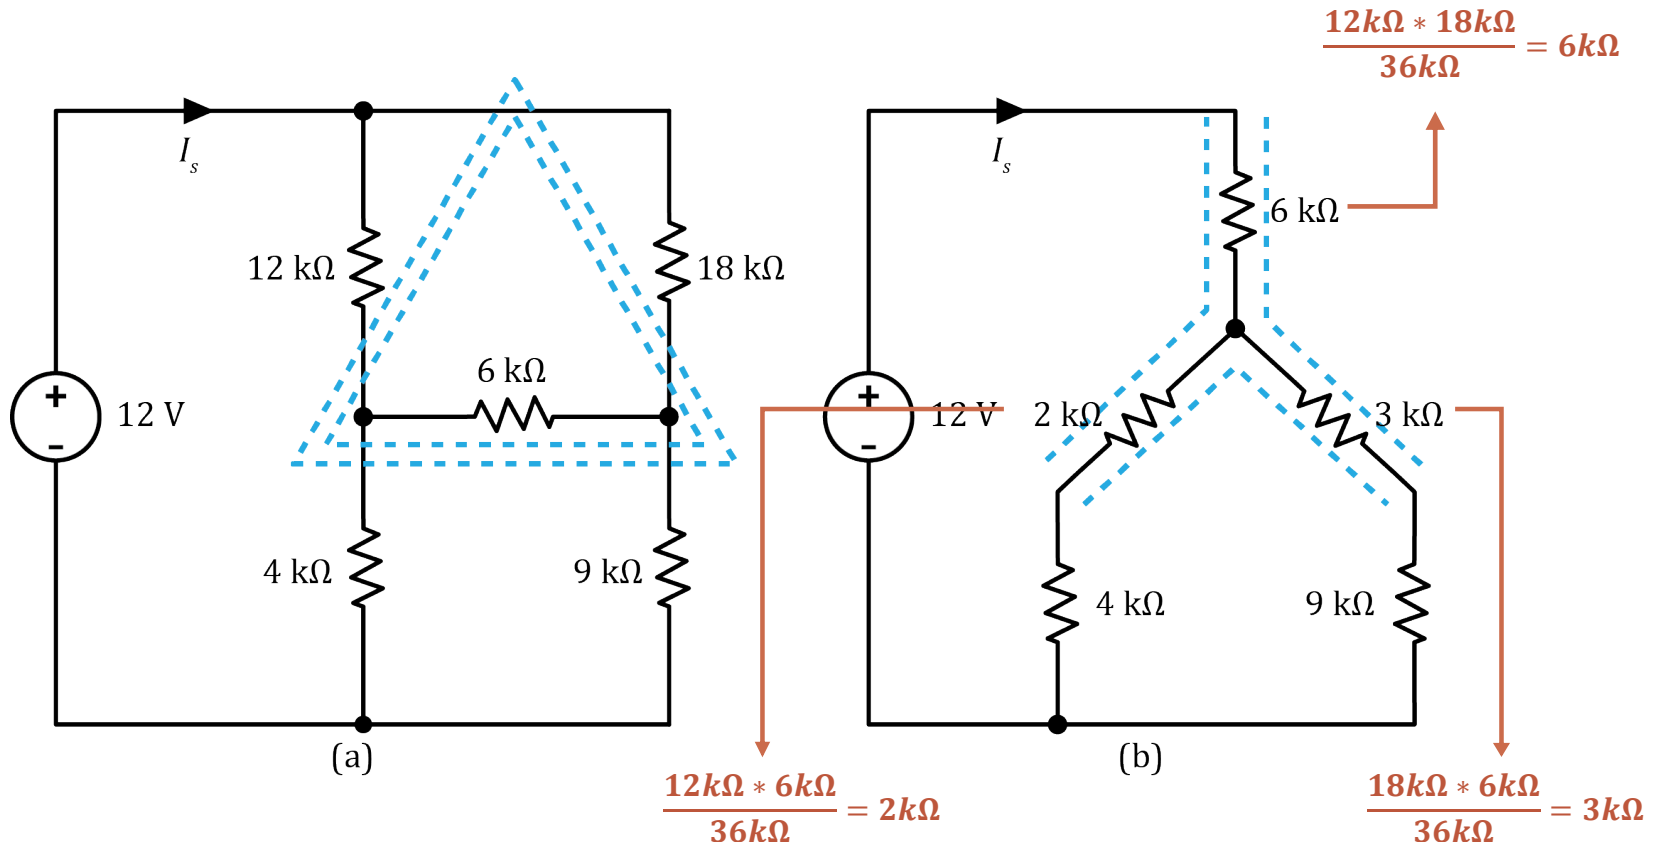 12kΩ * 18kΩ
36kΩ
= 6kΩ
I_s
I_s
6 kΩ
12 kΩ
18 kΩ
6 kΩ
+
-
12 V
+
-
12 V
2 kΩ
3 kΩ
4 kΩ
9 kΩ
4 kΩ
9 kΩ
(a)
(b)
12kΩ * 6kΩ
36kΩ
= 2kΩ
18kΩ * 6kΩ
36kΩ
= 3kΩ